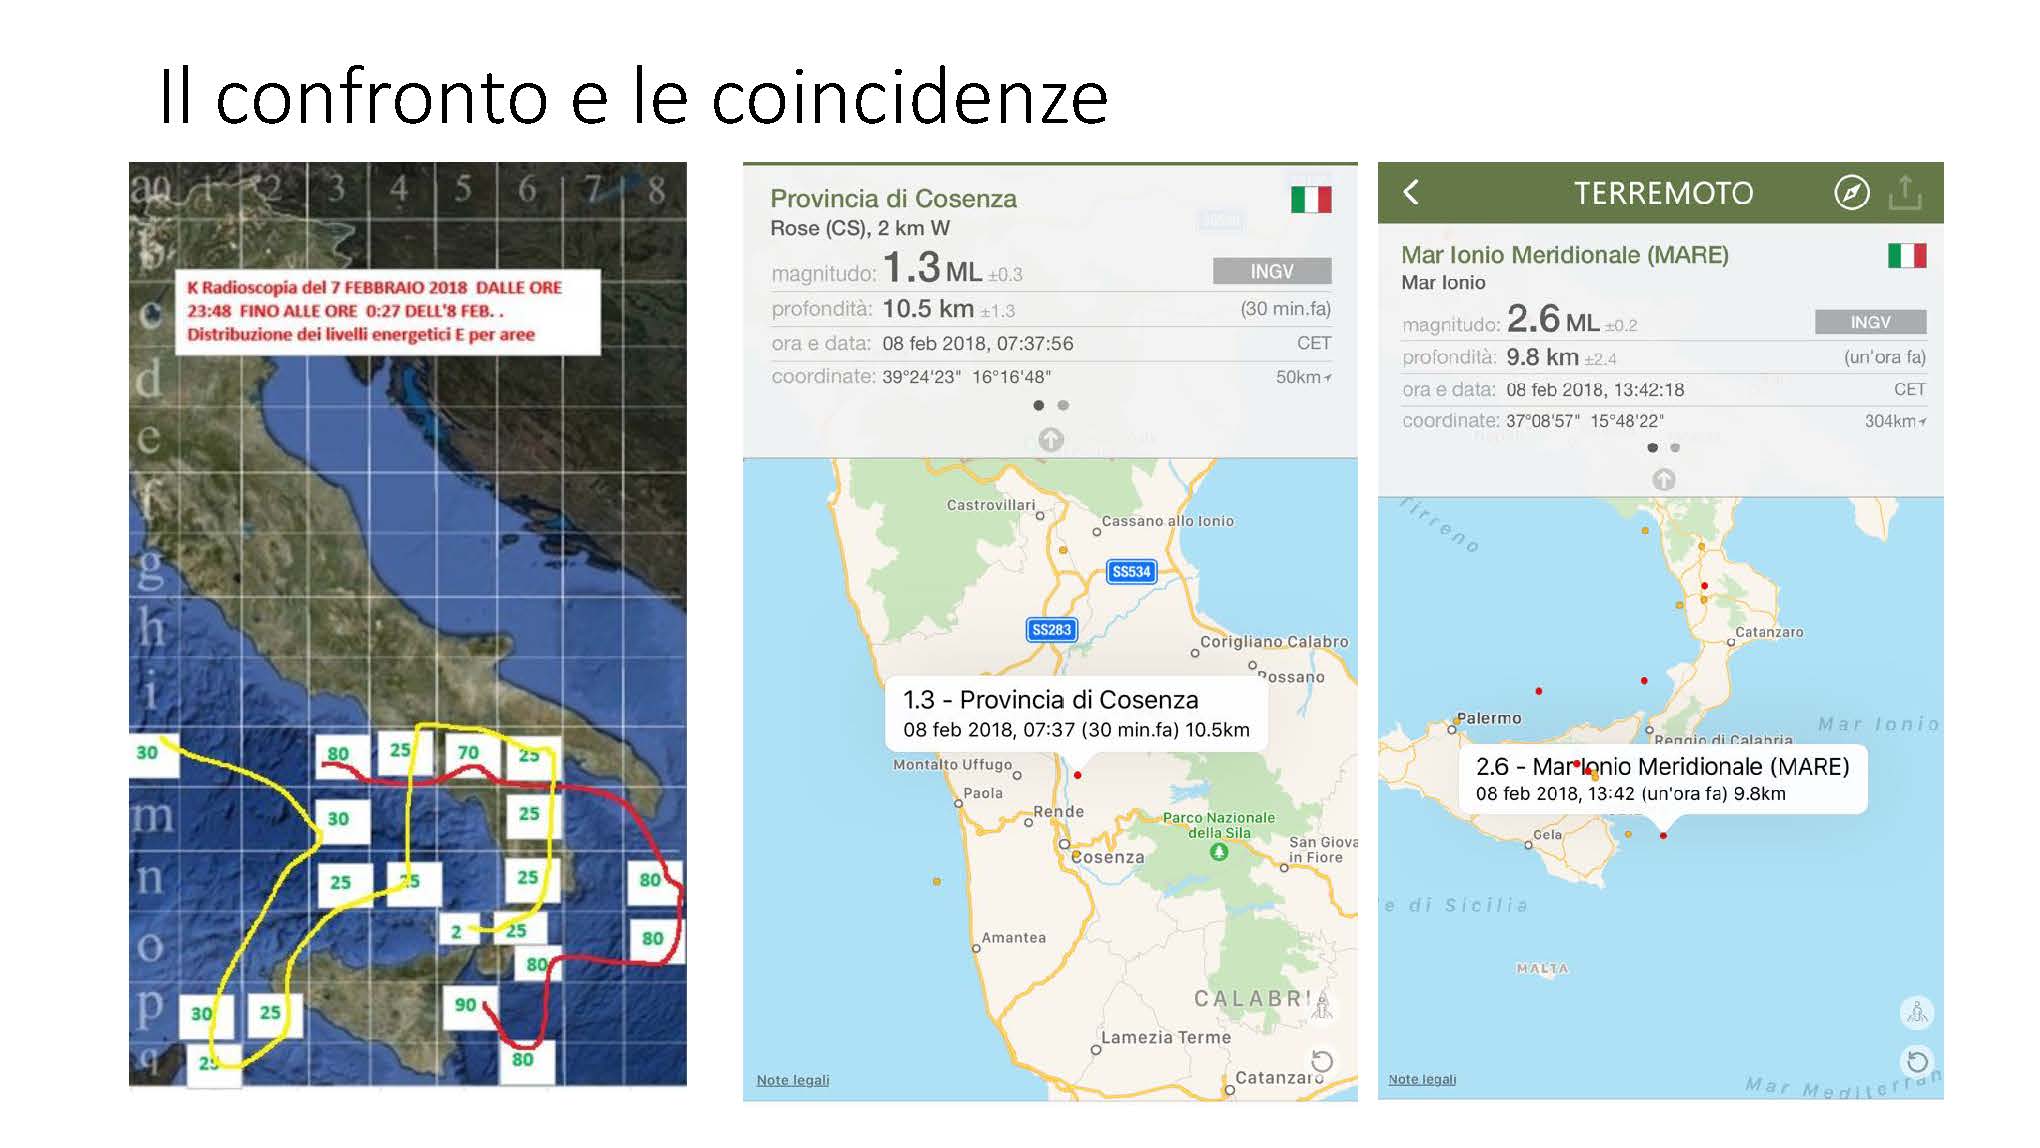 Il confronto e le coincidenze
an 1 2 3 4 5 6 7 8
b
K Radioscopia del 7 FEBBRAIO 2018 DALLE ORE
23:48 FINO ALLE ORE 0:27 DELL'8 FEB. .
Distribuzione dei livelli energetici E per aree
c
d
e
f
g
h
i
30 80 25 70 25
m 30 25
n 25 25 25 80
o 2 25 80
80
p 30 25 90
q 25 80
Provincia di Cosenza
Rose (CS), 2 km W
magnitudo: 1.3 ML ±0.3 INGV
profondità: 10.5 km ±1.3 (30 min.fa)
ora e data: 08 feb 2018, 07:37:56 CET
coordinate: 39°24'23" 16°16'48" 50km
Castrovillari
Cassano allo Ionio
SS534
SS283
Corigliano Calabro
Rossano
1.3 - Provincia di Cosenza
08 feb 2018, 07:37 (30 min.fa) 10.5km
Montalto Uffugo
Paola
Rende
Parco Nazionale
della Sila
San Giova
in Fiore
Cosenza
Amantea
CALABRIA
Lamezia Terme
Catanzaro
Note legali
TERREMOTO
Mar Ionio Meridionale (MARE)
Mar Ionio
magnitudo: 2.6 ML ±0.2 INGV
profondità: 9.8 km ±2.4 (un'ora fa)
ora e data: 08 feb 2018, 13:42:18 CET
coordinate: 37°08'57" 15°48'22" 304km
Tirreno
Catanzaro
Palermo
Mar Ionio
Reggio di Calabria
2.6 - Mar Ionio Meridionale (MARE)
08 feb 2018, 13:42 (un'ora fa) 9.8km
Gela
e di Sicilia
MALTA
Note legali
Mar Mediterran